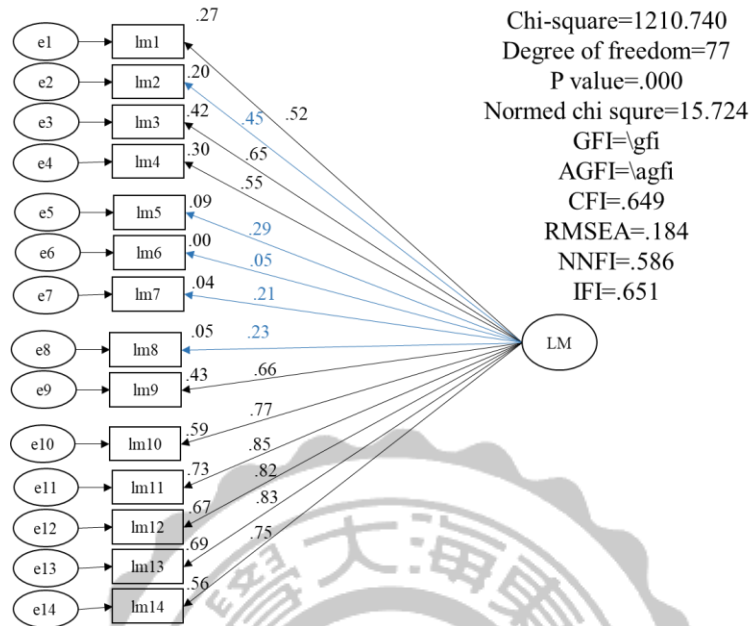 .27
Chi-square=1210.740
Degree of freedom=77
P value=.000
Normed chi squre=15.724
GFI=\gfi
AGFI=\agfi
CFI=.649
RMSEA=.184
NNFI=.586
IFI=.651
e1 lm1 .52
e2 lm2 .20 .45
e3 lm3 .42 .65
e4 lm4 .30 .55
e5 lm5 .09 .29
e6 lm6 .00 .05
e7 lm7 .04 .21
e8 lm8 .05 .23
LM
e9 lm9 .43 .66
e10 lm10 .59 .77
e11 lm11 .73 .85
e12 lm12 .67 .82
e13 lm13 .69 .83
e14 lm14 .56 .75
學大海東